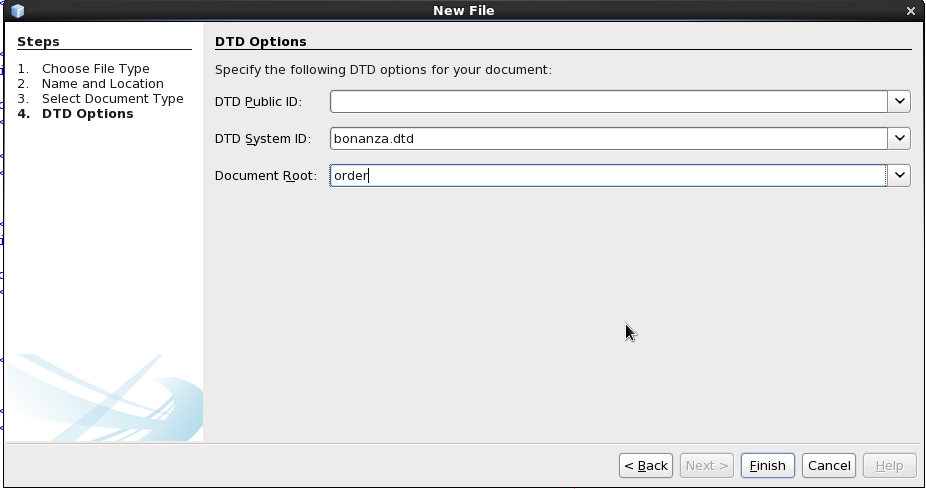 New File
Steps
1. Choose File Type
2. Name and Location
3. Select Document Type
4. DTD Options
DTD Options
Specify the following DTD options for your document:
DTD Public ID:
DTD System ID: bonanza.dtd
Document Root: order
< Back Next > Finish Cancel Help